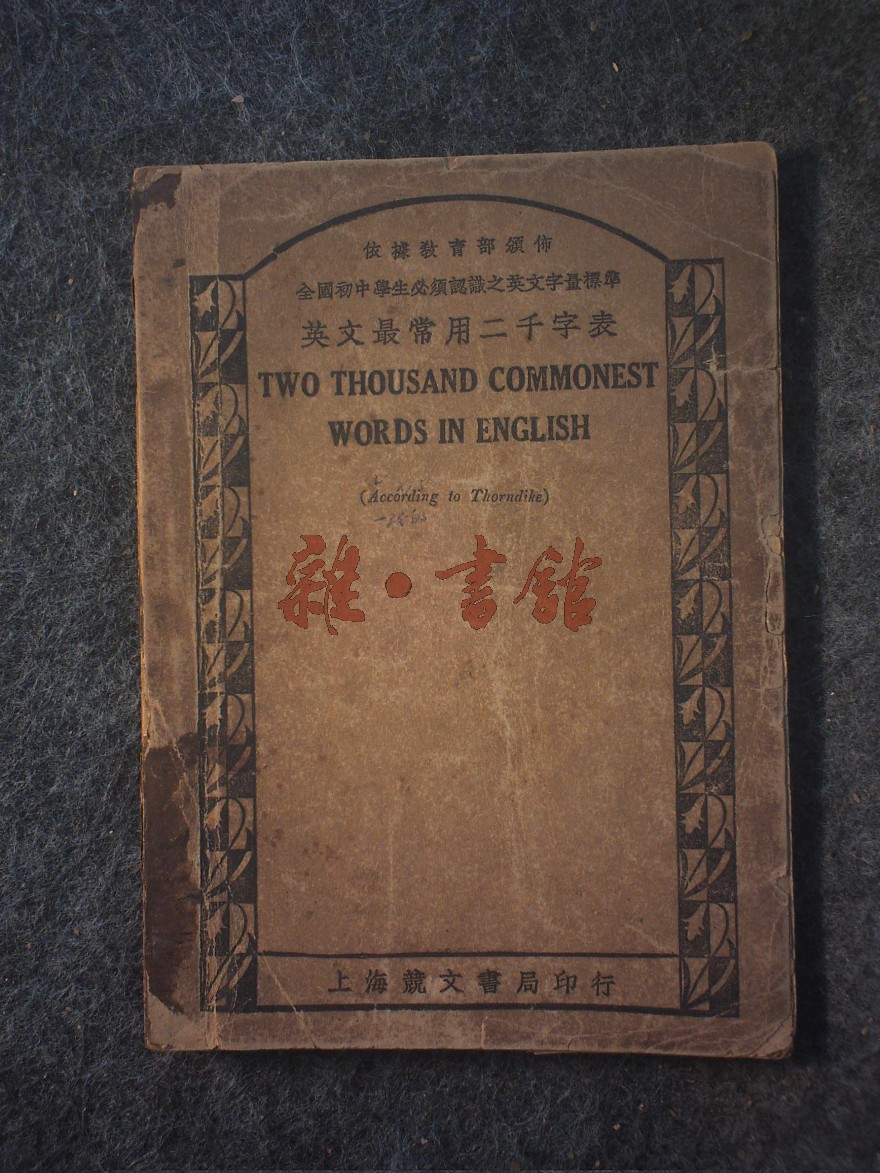 依據教育部頒佈
全國初中學生必須認識之英文字量標準
英文最常用二千字表
TWO THOUSAND COMMONEST
WORDS IN ENGLISH
(According to Thorndike)
雜·書館
上海競文書局印行